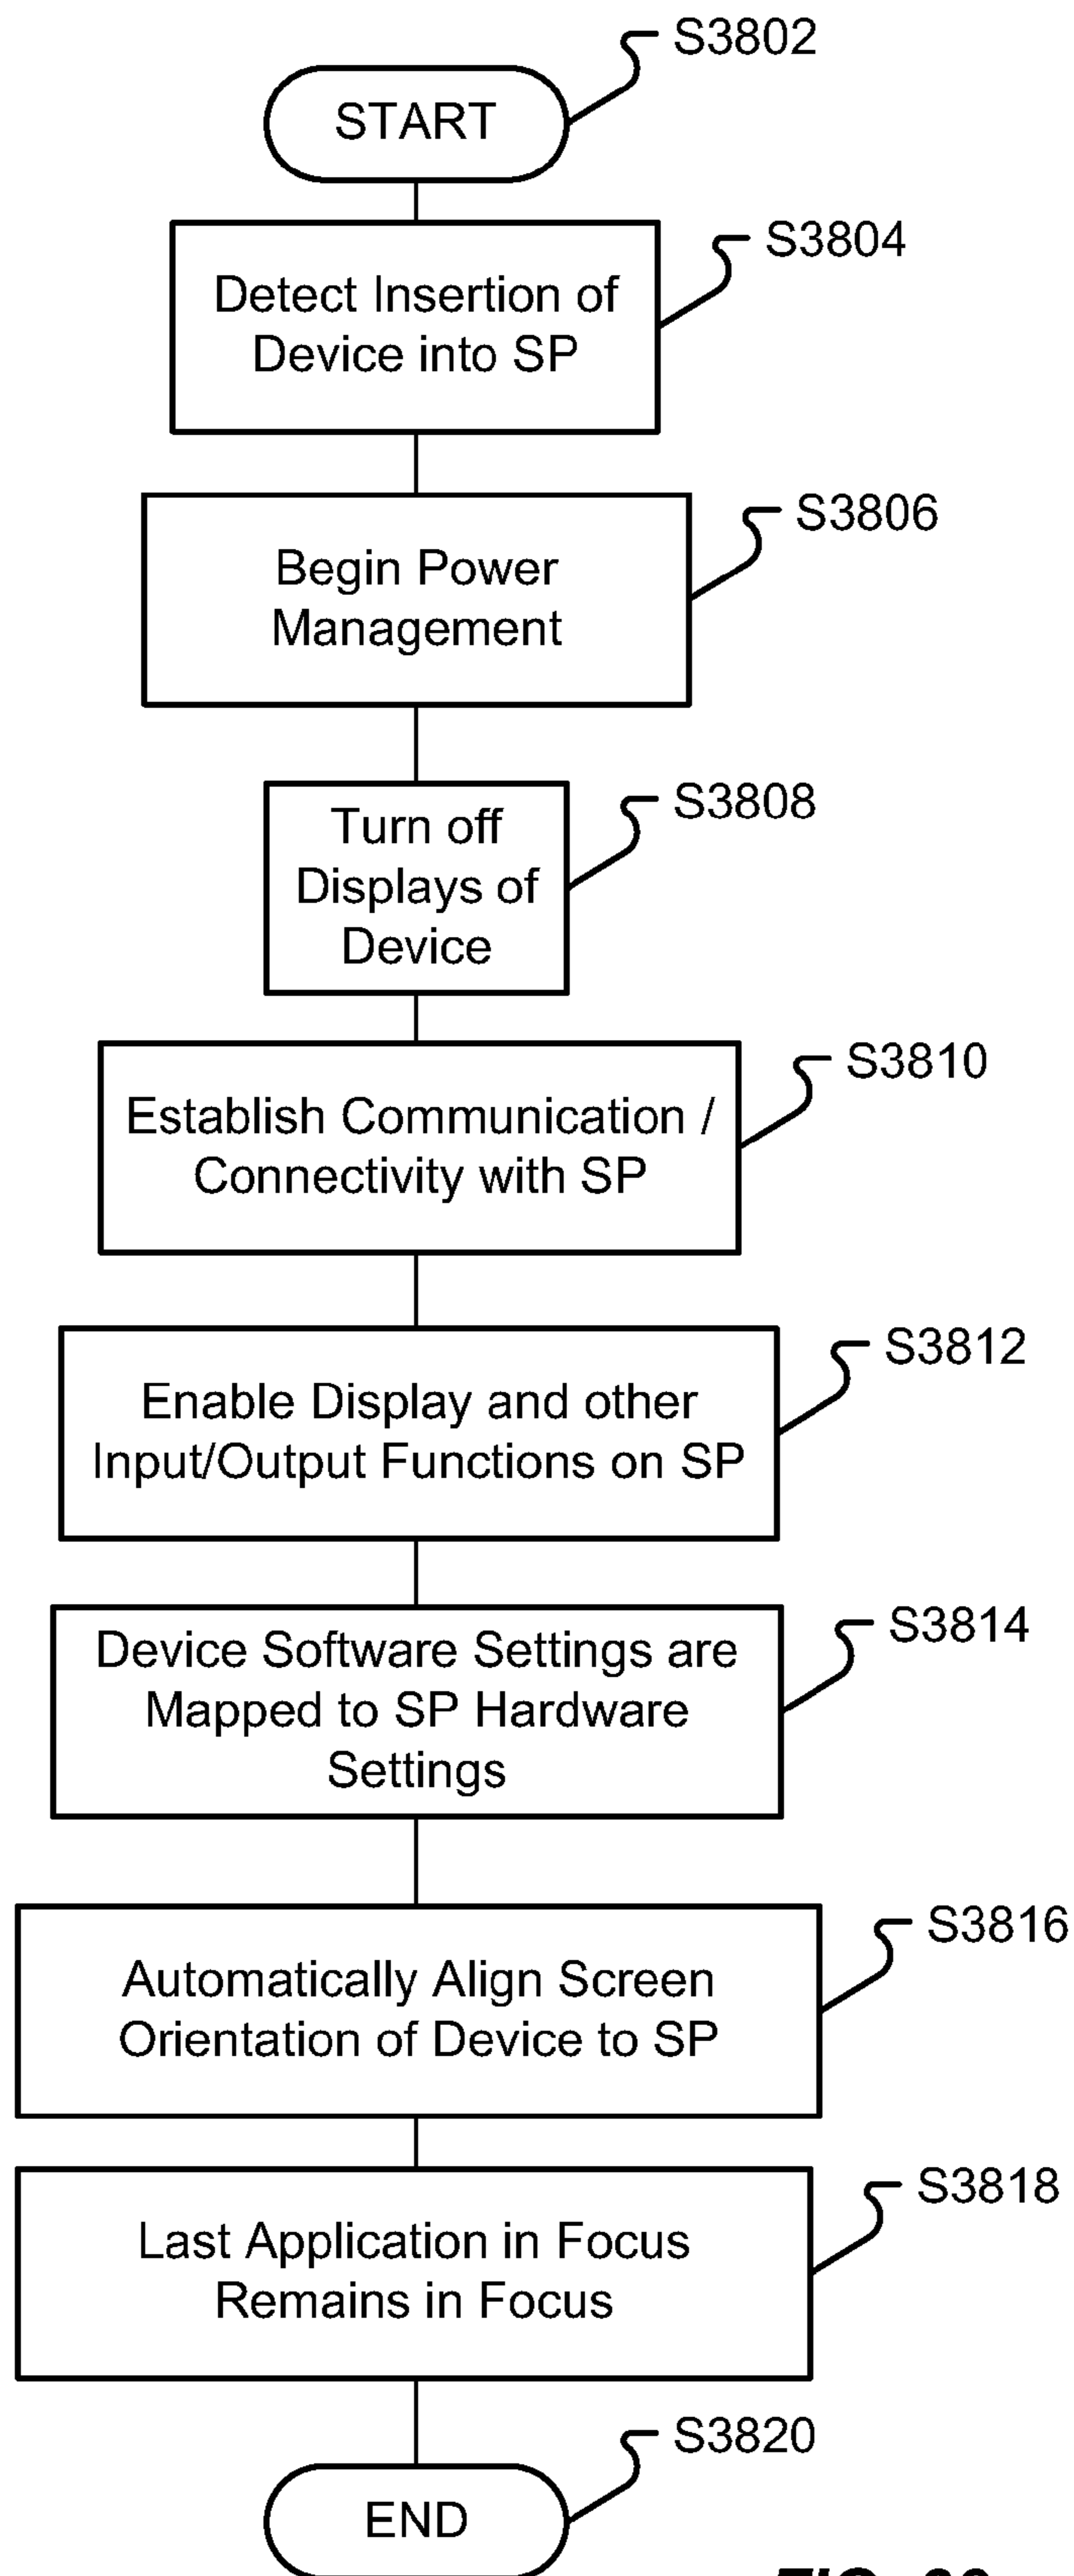 S3802
START
S3804
Detect Insertion of
Device into SP
S3806
Begin Power
Management
S3808
Turn off
Displays of
Device
S3810
Establish Communication /
Connectivity with SP
S3812
Enable Display and other
Input/Output Functions on SP
S3814
Device Software Settings are
Mapped to SP Hardware
Settings
S3816
Automatically Align Screen
Orientation of Device to SP
S3818
Last Application in Focus
Remains in Focus
S3820
END